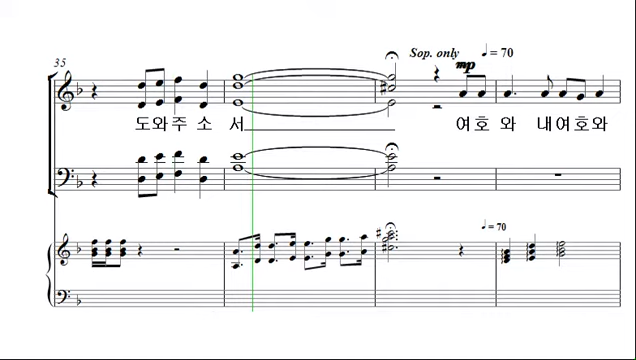 35
Sop. only ♩ = 70
mp
도와주 소 서 여호 와 내여호와
♩ = 70